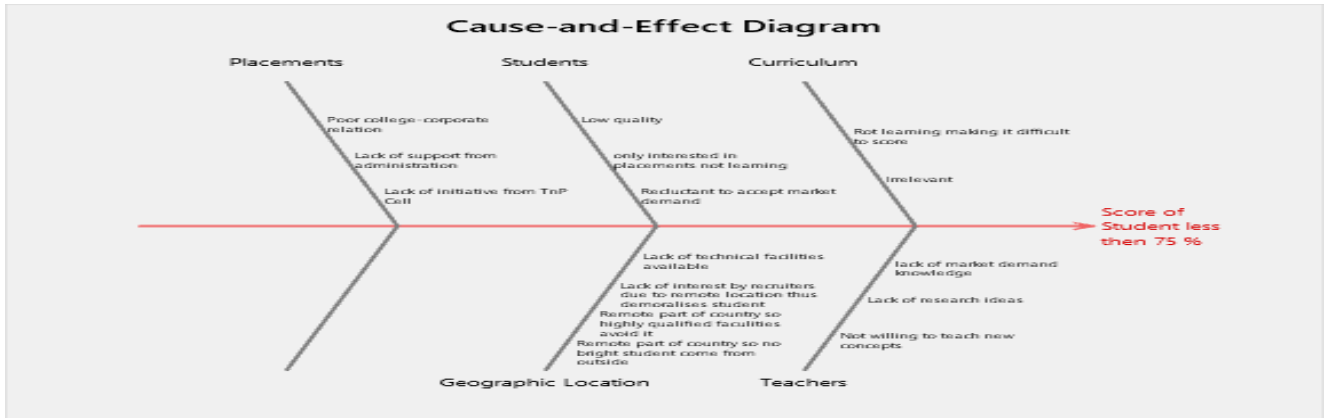 Cause-and-Effect Diagram
Placements
Students
Curriculum
Poor college-corporate
relation
Lack of support from
administration
Lack of initiative from TnP
Cell
Low quality
only interested in
placements not learning
Recluctant to accept market
demand
Rot learning making it difficult
to score
Irrelevant
Score of
Student less
then 75 %
Lack of technical facilities
available
Lack of interest by recruiters
due to remote location thus
demoralises student
Remote part of country so
highly qualified faculities
avoid it
Remote part of country so no
bright student come from
outside
lack of market demand
knowledge
Lack of research ideas
Not willing to teach new
concepts
Geographic Location
Teachers